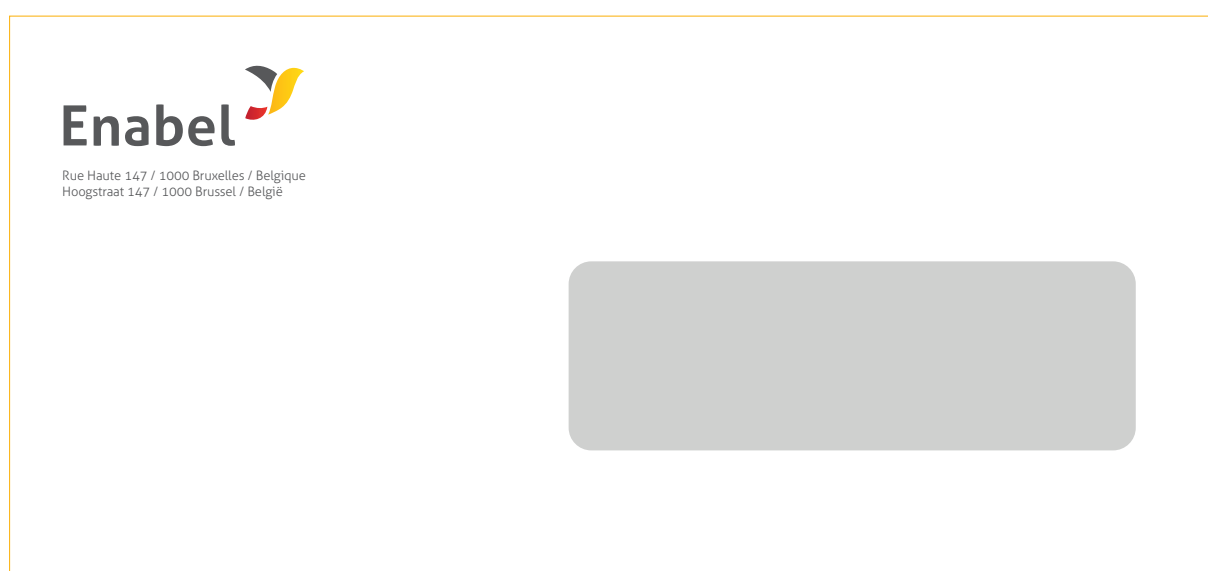 Enabel
Rue Haute 147 / 1000 Bruxelles / Belgique
Hoogstraat 147 / 1000 Brussel / België